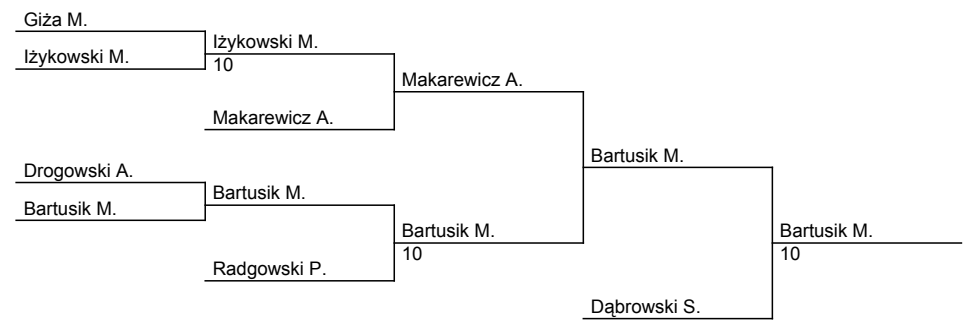 Giża M.
Iżykowski M.
Iżykowski M.
10
Makarewicz A.
Makarewicz A.
Bartusik M.
Drogowski A.
Bartusik M.
Bartusik M.
Bartusik M.
10
Bartusik M.
10
Radgowski P.
Dąbrowski S.